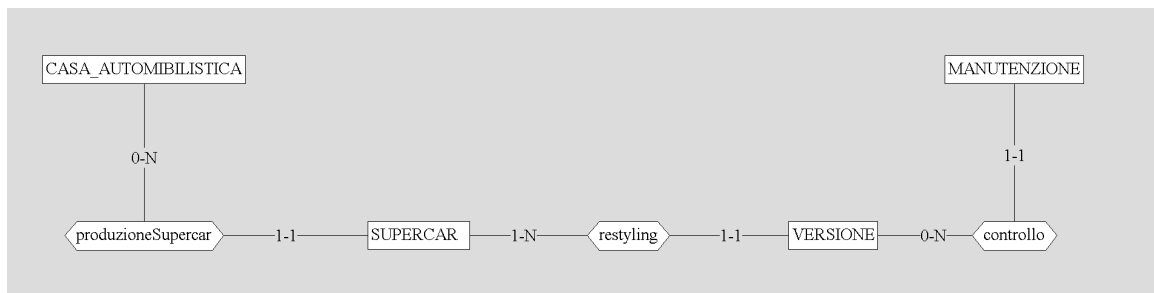 CASA_AUTOMIBILISTICA
MANUTENZIONE
0-N
1-1
produzioneSupercar
1-1
SUPERCAR
1-N
restyling
1-1
VERSIONE
0-N
controllo